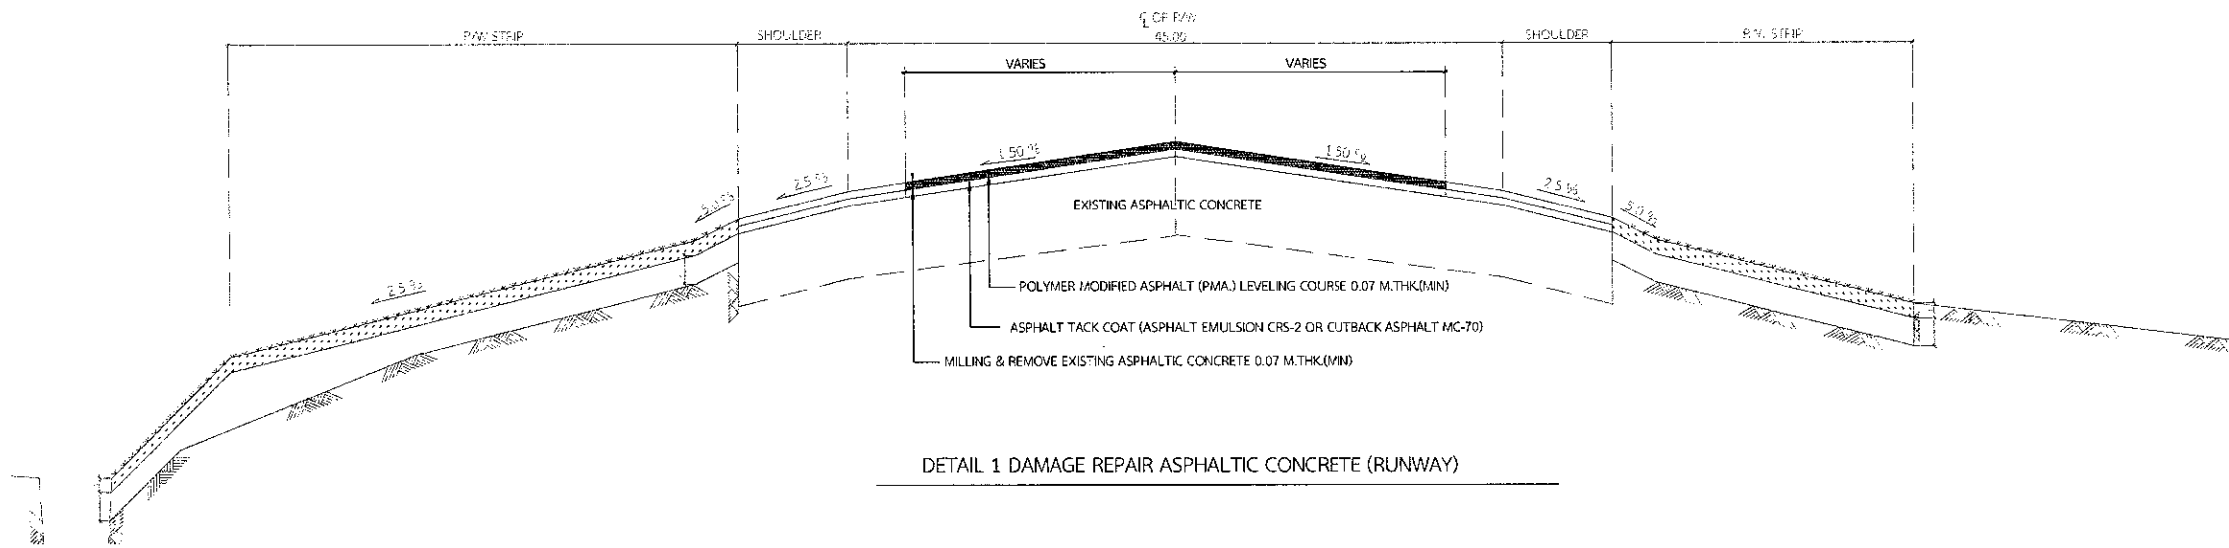 ℄ OF R/W
R/W STRIP SHOULDER 45.00 SHOULDER R/W STRIP
VARIES VARIES
1.50 % 1.50 %
2.5 % 2.5 %
5.0 % 5.0 %
EXISTING ASPHALTIC CONCRETE
2.5 %
POLYMER MODIFIED ASPHALT (PMA.) LEVELING COURSE 0.07 M.THK.(MIN)
ASPHALT TACK COAT (ASPHALT EMULSION CRS-2 OR CUTBACK ASPHALT MC-70)
MILLING & REMOVE EXISTING ASPHALTIC CONCRETE 0.07 M.THK.(MIN)
DETAIL 1 DAMAGE REPAIR ASPHALTIC CONCRETE (RUNWAY)